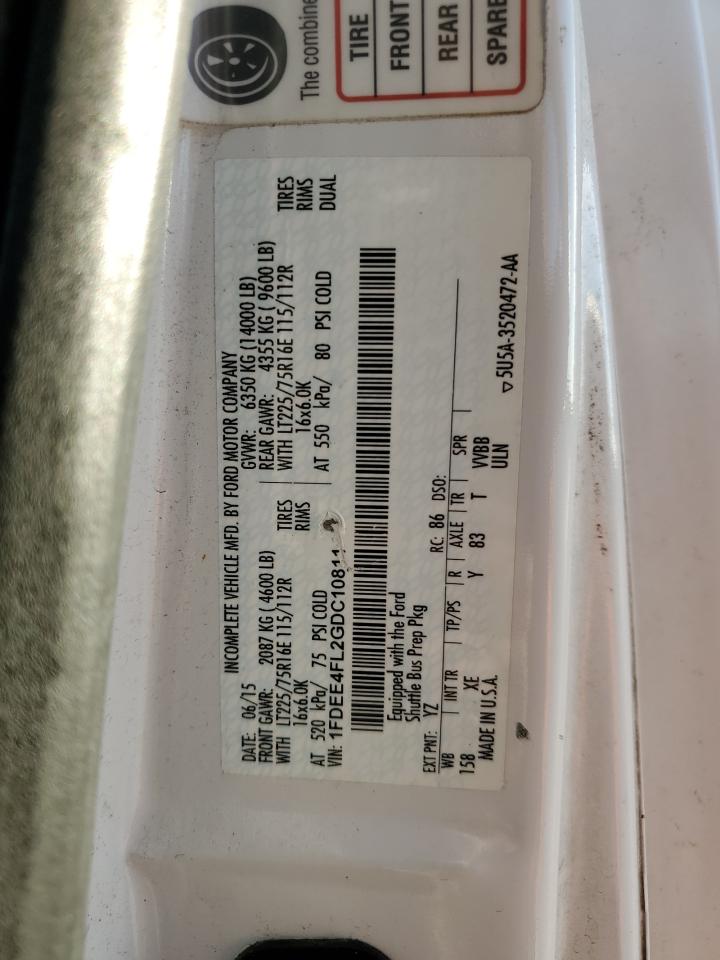 The combine
TIRE
FRONT
REAR
SPARE
INCOMPLETE VEHICLE MFD. BY FORD MOTOR COMPANY
DATE: 06/15 GVWR: 6350 KG (14000 LB)
FRONT GAWR: 2087 KG ( 4600 LB) REAR GAWR: 4355 KG ( 9600 LB)
WITH LT225/75R16E 115/112R TIRES WITH LT225/75R16E 115/112R TIRES
16x6.0K RIMS 16x6.0K RIMS
AT 520 kPa/ 75 PSI COLD AT 550 kPa/ 80 PSI COLD DUAL
VIN: 1FDEE4FL2GDC10811
Equipped with the Ford
Shuttle Bus Prep Pkg
EXT PNT: YZ RC: 86 DSO:
WB INT TR TP/PS R AXLE TR SPR
158 XE Y 83 T VVBB
MADE IN U.S.A. ULN
▽5U5A-3520472-AA